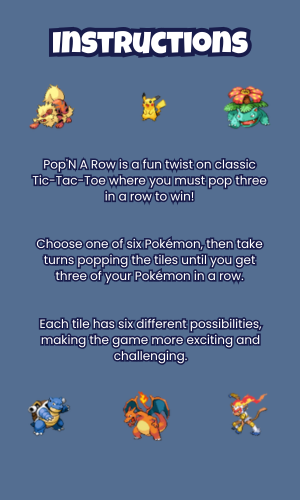 INSTRUCTIONS
Pop'N A Row is a fun twist on classic
Tic-Tac-Toe where you must pop three
in a row to win!
Choose one of six Pokémon, then take
turns popping the tiles until you get
three of your Pokémon in a row.
Each tile has six different possibilities,
making the game more exciting and
challenging.